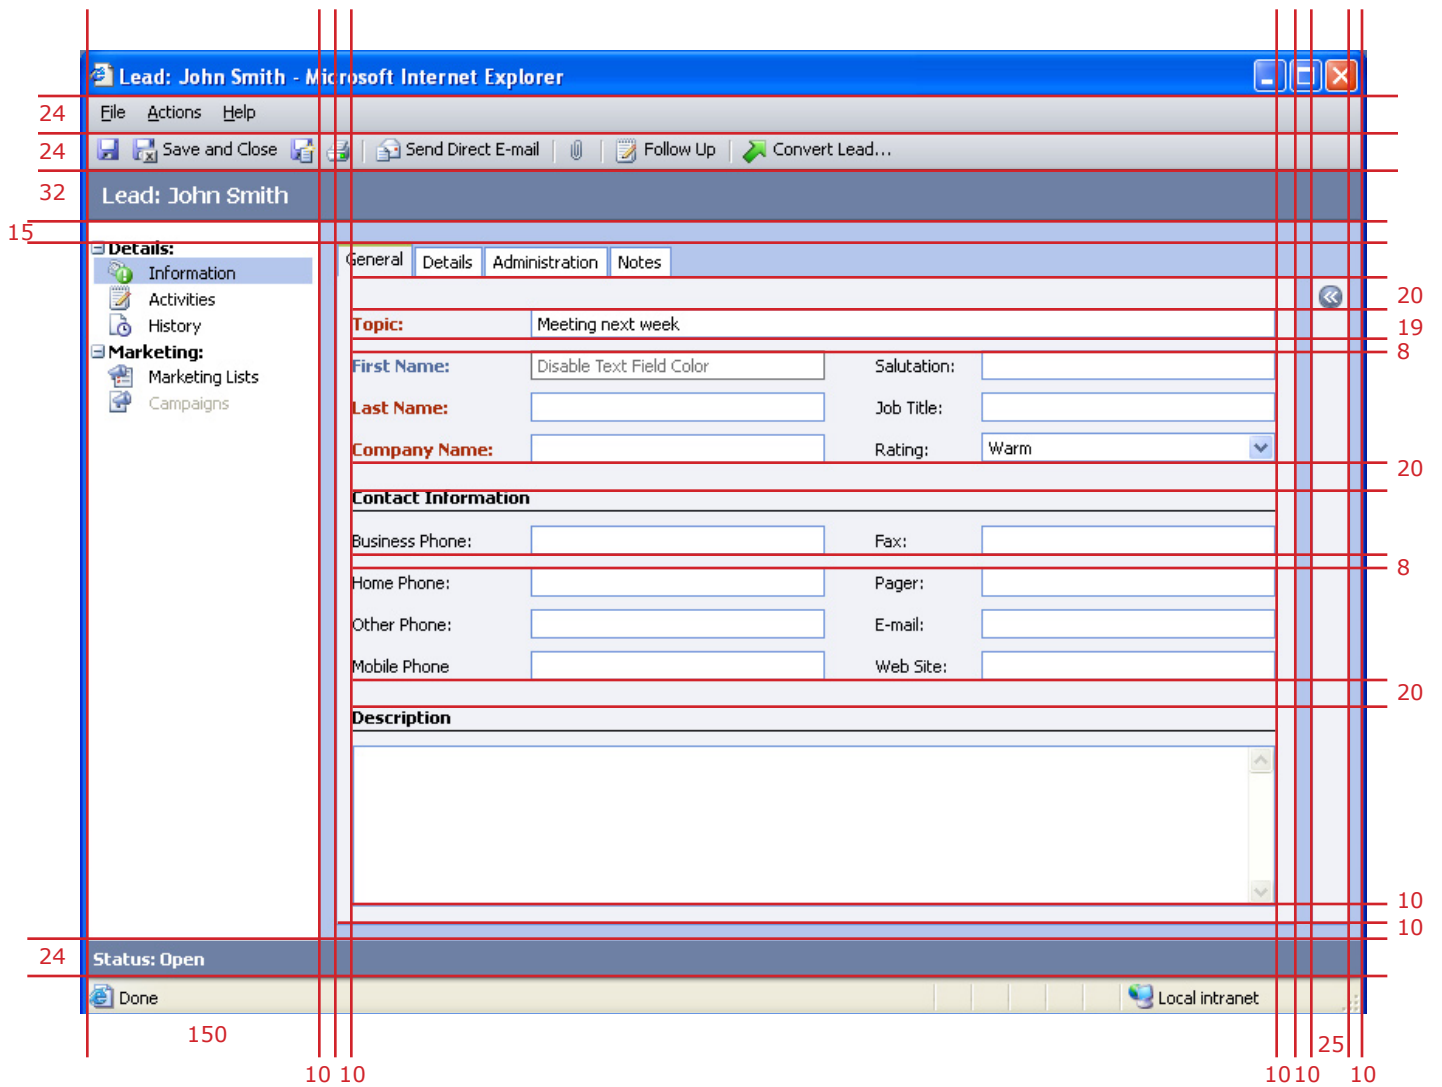 Lead: John Smith - Microsoft Internet Explorer
24 File Actions Help
24 Save and Close Send Direct E-mail Follow Up Convert Lead...
32 Lead: John Smith
15
Details:
General Details Administration Notes
Information
20
Activities
Topic: Meeting next week 19
History
Marketing: 8
First Name: Disable Text Field Color Salutation:
Marketing Lists
Campaigns
Last Name: Job Title:
Company Name: Rating: Warm
20
Contact Information
Business Phone: Fax:
8
Home Phone: Pager:
Other Phone: E-mail:
Mobile Phone Web Site:
20
Description
10
10
24 Status: Open
Done Local intranet
150
25
10 10 10 10 10